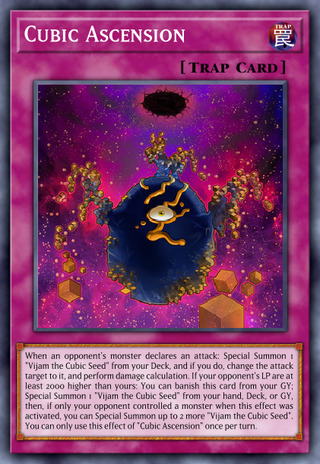 Cubic Ascension
TRAP
罠
[TRAP CARD]
When an opponent's monster declares an attack: Special Summon 1
"Vijam the Cubic Seed" from your Deck, and if you do, change the attack
target to it, and perform damage calculation. If your opponent's LP are at
least 2000 higher than yours: You can banish this card from your GY;
Special Summon 1 "Vijam the Cubic Seed" from your hand, Deck, or GY,
then, if only your opponent controlled a monster when this effect was
activated, you can Special Summon up to 2 more "Vijam the Cubic Seed".
You can only use this effect of "Cubic Ascension" once per turn.